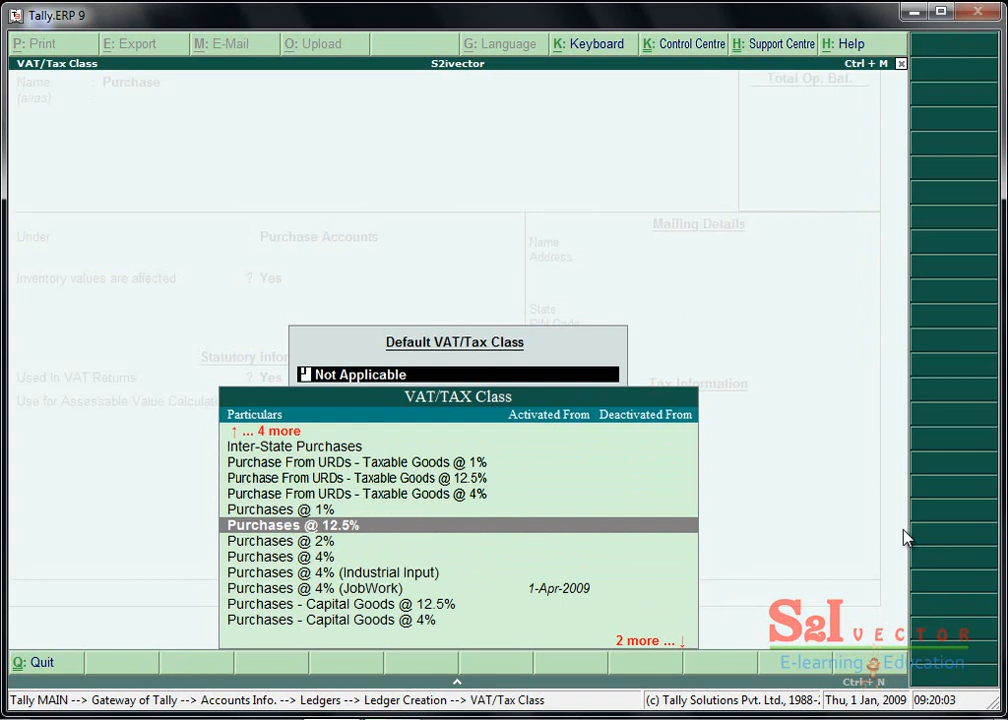 Tally.ERP 9
P: Print E: Export M: E-Mail O: Upload G: Language K: Keyboard K: Control Centre H: Support Centre H: Help
VAT/Tax Class S2ivector Ctrl + M
Name : Purchase Total Op. Bal.
(alias)
Mailing Details
Under Purchase Accounts Name
Address
Inventory values are affected ? Yes
State
Default VAT/Tax Class
Statutory Infor
Not Applicable
Used In VAT Returns ? Yes Tax Information
Use for Assessable Value Calculati
VAT/TAX Class
Particulars Activated From Deactivated From
↑ ... 4 more
Inter-State Purchases
Purchase From URDs - Taxable Goods @ 1%
Purchase From URDs - Taxable Goods @ 12.5%
Purchase From URDs - Taxable Goods @ 4%
Purchases @ 1%
Purchases @ 12.5%
Purchases @ 2%
Purchases @ 4%
Purchases @ 4% (Industrial Input)
Purchases @ 4% (JobWork) 1-Apr-2009
Purchases - Capital Goods @ 12.5%
Purchases - Capital Goods @ 4%
2 more ... ↓
S2I VECTOR
E-learning Education
Q: Quit
Ctrl + N
Tally MAIN --> Gateway of Tally --> Accounts Info. --> Ledgers --> Ledger Creation --> VAT/Tax Class (c) Tally Solutions Pvt. Ltd., 1988-2 Thu, 1 Jan, 2009 09:20:03